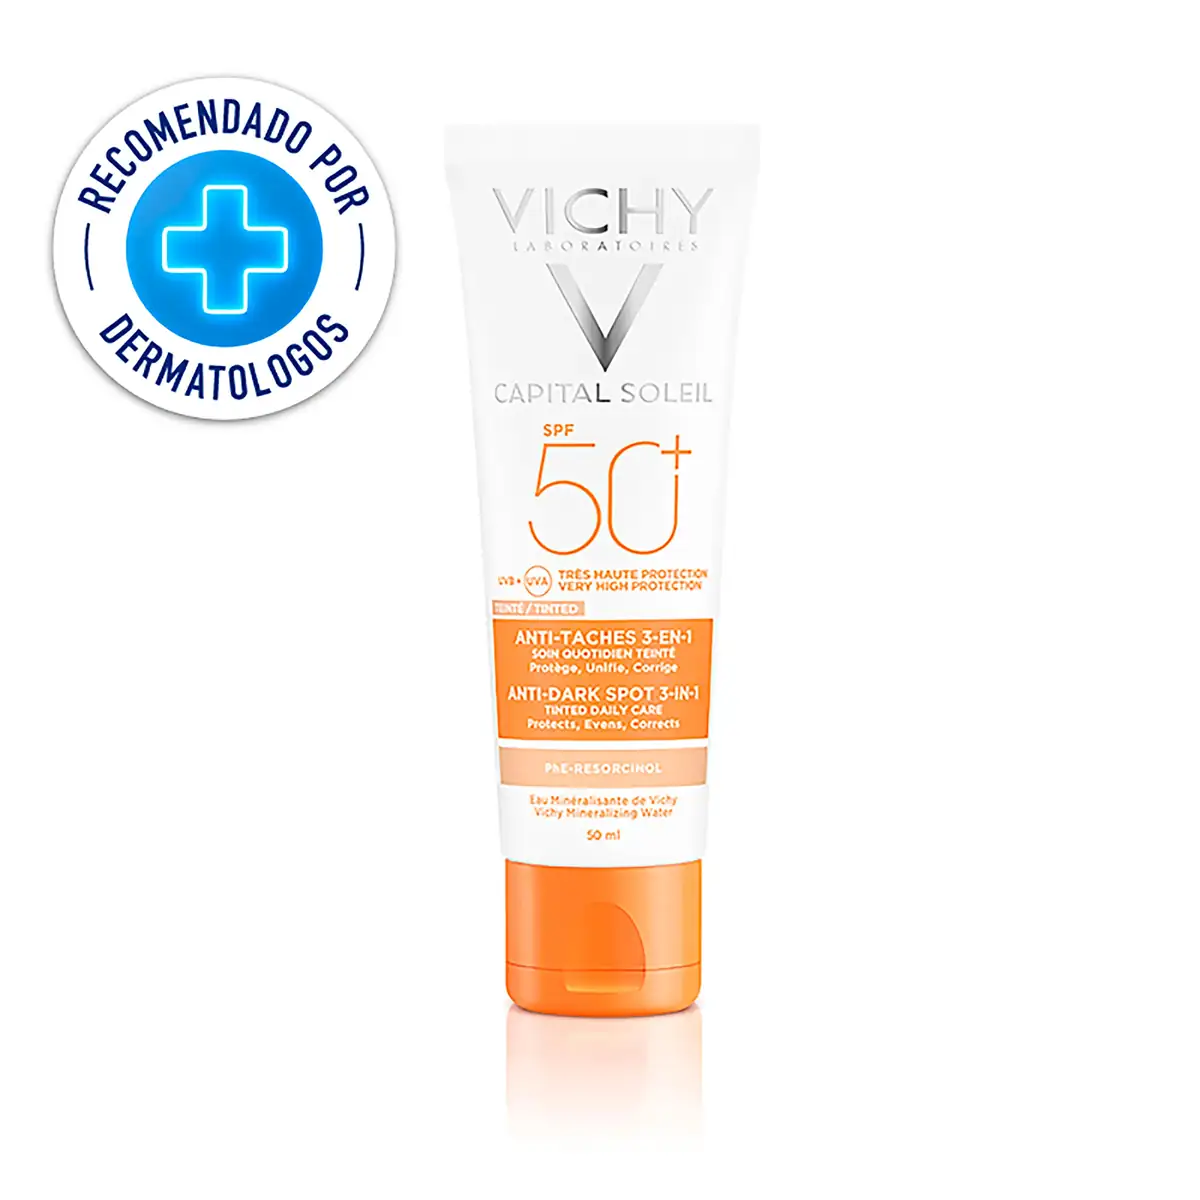 RECOMENDADO POR
DERMATOLOGOS
VICHY
LABORATOIRES
CAPITAL SOLEIL
SPF
50+
UVB + UVA
TRÈS HAUTE PROTECTION
VERY HIGH PROTECTION
TEINTÉ / TINTED
ANTI-TACHES 3-EN-1
SOIN QUOTIDIEN TEINTÉ
Protège, Unifie, Corrige
ANTI-DARK SPOT 3-IN-1
TINTED DAILY CARE
Protects, Evens, Corrects
PhE-RESORCINOL
Eau Minéralisante de Vichy
Vichy Mineralizing Water
50 ml